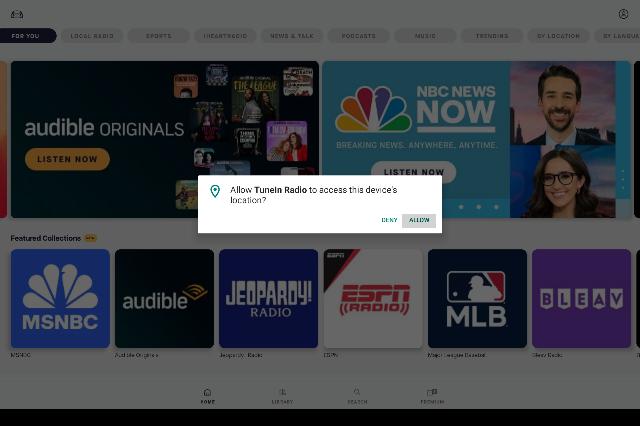 FOR YOU
LOCAL RADIO
SPORTS
IHEARTRADIO
NEWS & TALK
PODCASTS
MUSIC
TRENDING
BY LOCATION
BY LANGUA
audible ORIGINALS
LISTEN NOW
THE LEAGUE
NBC NEWS
NOW
BREAKING NEWS. ANYWHERE, ANYTIME.
LISTEN NOW
Allow TuneIn Radio to access this device's
location?
DENY
ALLOW
Featured Collections
NEW
MSNBC
audible
JEOPARDY!
RADIO
ESPN
ESPN
((RADIO))
MLB
BLEAV
MSNBC
Audible Originals
Jeopardy! Radio
ESPN
Major League Baseball
Bleav Radio
HOME
LIBRARY
SEARCH
PREMIUM